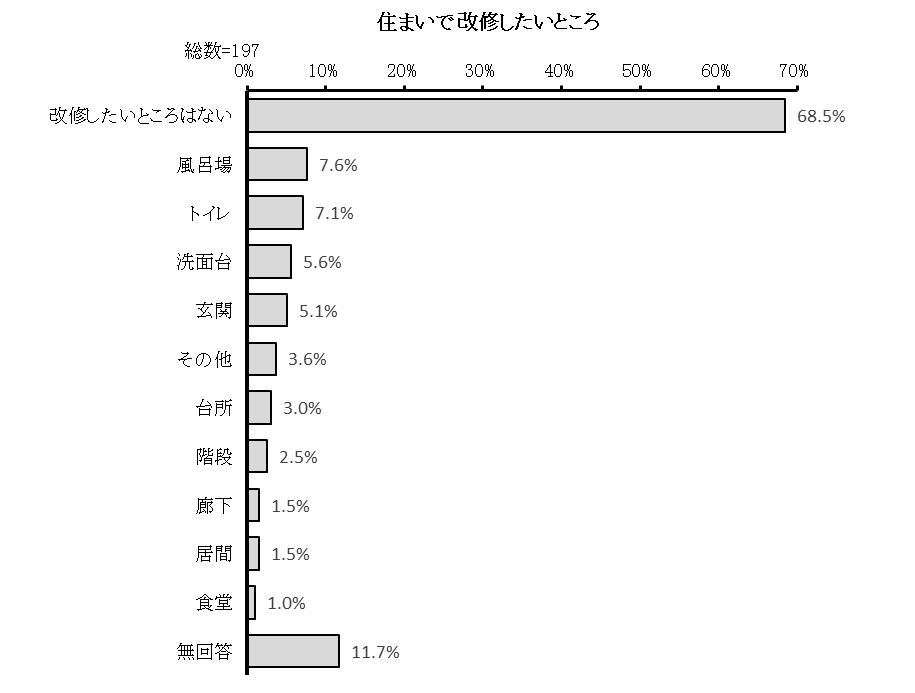 住まいで改修したいところ
総数=197
0% 10% 20% 30% 40% 50% 60% 70%
改修したいところはない 68.5%
風呂場 7.6%
トイレ 7.1%
洗面台 5.6%
玄関 5.1%
その他 3.6%
台所 3.0%
階段 2.5%
廊下 1.5%
居間 1.5%
食堂 1.0%
無回答 11.7%